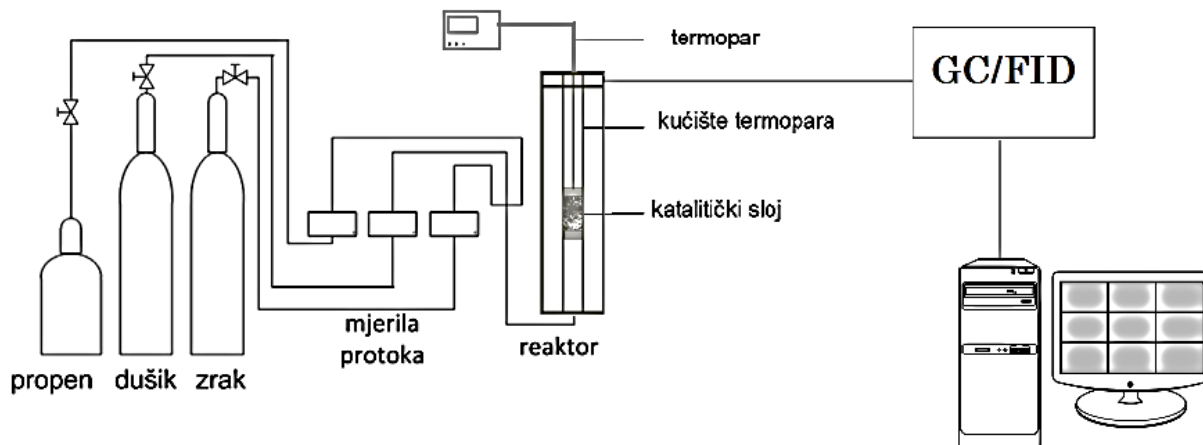 termopar
GC/FID
kućište termopara
katalitički sloj
mjerila
protoka
reaktor
propen dušik zrak